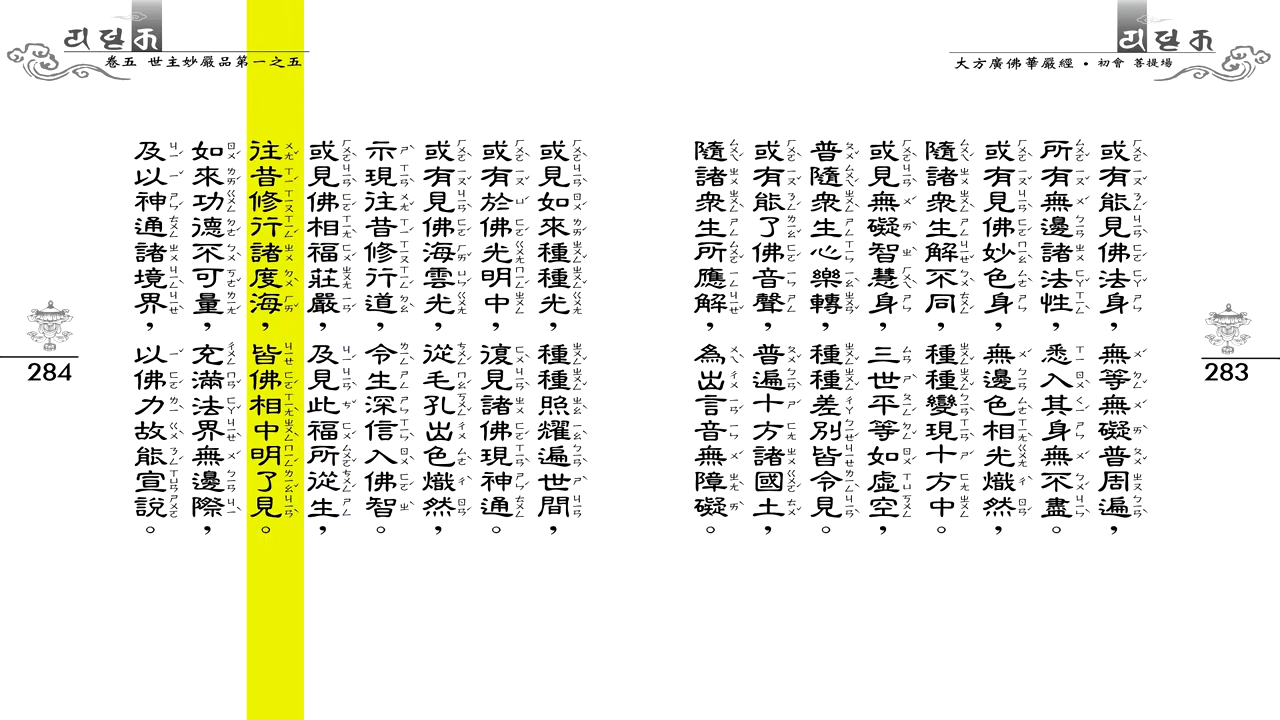 大方廣佛華嚴經・初會 菩提場
或有能見佛法身，無等無礙普周遍，
所有無邊諸法性，悉入其身無不盡。
或有見佛妙色身，無邊色相光熾然，
隨諸眾生解不同，種種變現十方中。
或見無礙智慧身，三世平等如虛空，
普隨眾生心樂轉，種種差別皆令見。
或有能了佛音聲，普遍十方諸國土，
隨諸眾生所應解，為出言音無障礙。
283
卷五 世主妙嚴品第一之五
或見如來種種光，種種照耀遍世間，
或有於佛光明中，復見諸佛現神通。
或有見佛海雲光，從毛孔出色熾然，
示現往昔修行道，令生深信入佛智。
或見佛相福莊嚴，及見此福所從生，
往昔修行諸度海，皆佛相中明了見。
如來功德不可量，充滿法界無邊際，
及以神通諸境界，以佛力故能宣說。
284